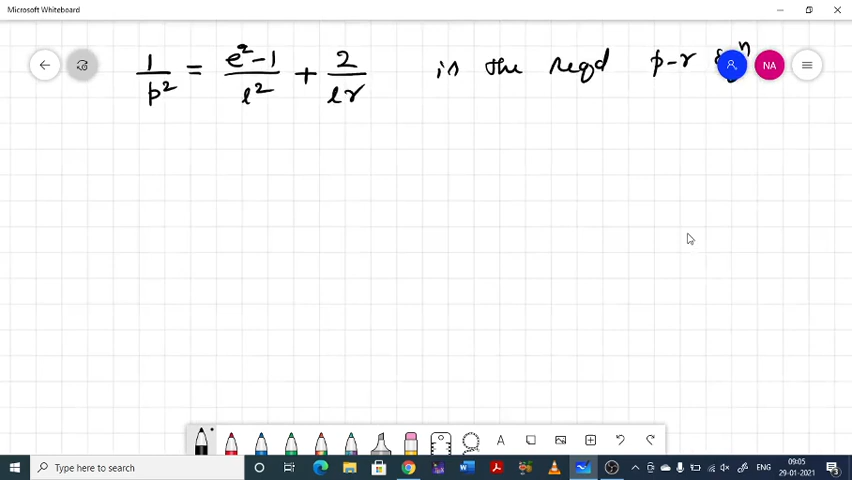 Microsoft Whiteboard
1/p² = (e²-1)/l² + 2/(lr) is the reqd p-r
NA
A
Type here to search
ENG
09:05
29-01-2021
3